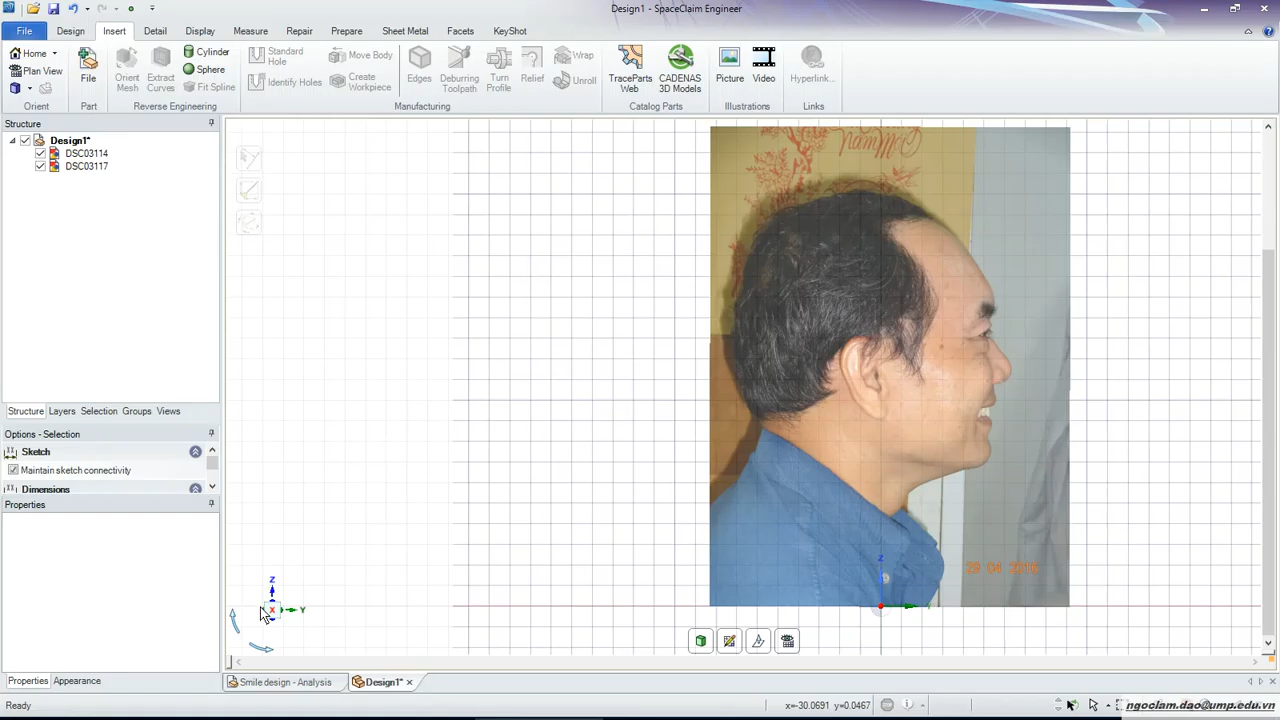 Design1 - SpaceClaim Engineer
File Design Insert Detail Display Measure Repair Prepare Sheet Metal Facets KeyShot
Home
Plan View
Orient
File
Part
Orient Mesh
Extract Curves
Cylinder
Sphere
Fit Spline
Reverse Engineering
Standard Hole
Identify Holes
Move Body
Create Workpiece
Edges
Deburring Toolpath
Turn Profile
Relief
Wrap
Unroll
Manufacturing
TraceParts Web
CADENAS 3D Models
Catalog Parts
Picture
Video
Illustrations
Hyperlink...
Links
Structure
Design1*
DSC03114
DSC03117
Structure Layers Selection Groups Views
Options - Selection
Sketch
Maintain sketch connectivity
Dimensions
Properties
Z
X
Y
Z
29 04 2016
Properties Appearance
Smile design - Analysis
Design1*
Ready
x=-30.0691 y=0.0467
ngoclam.dao@ump.edu.vn